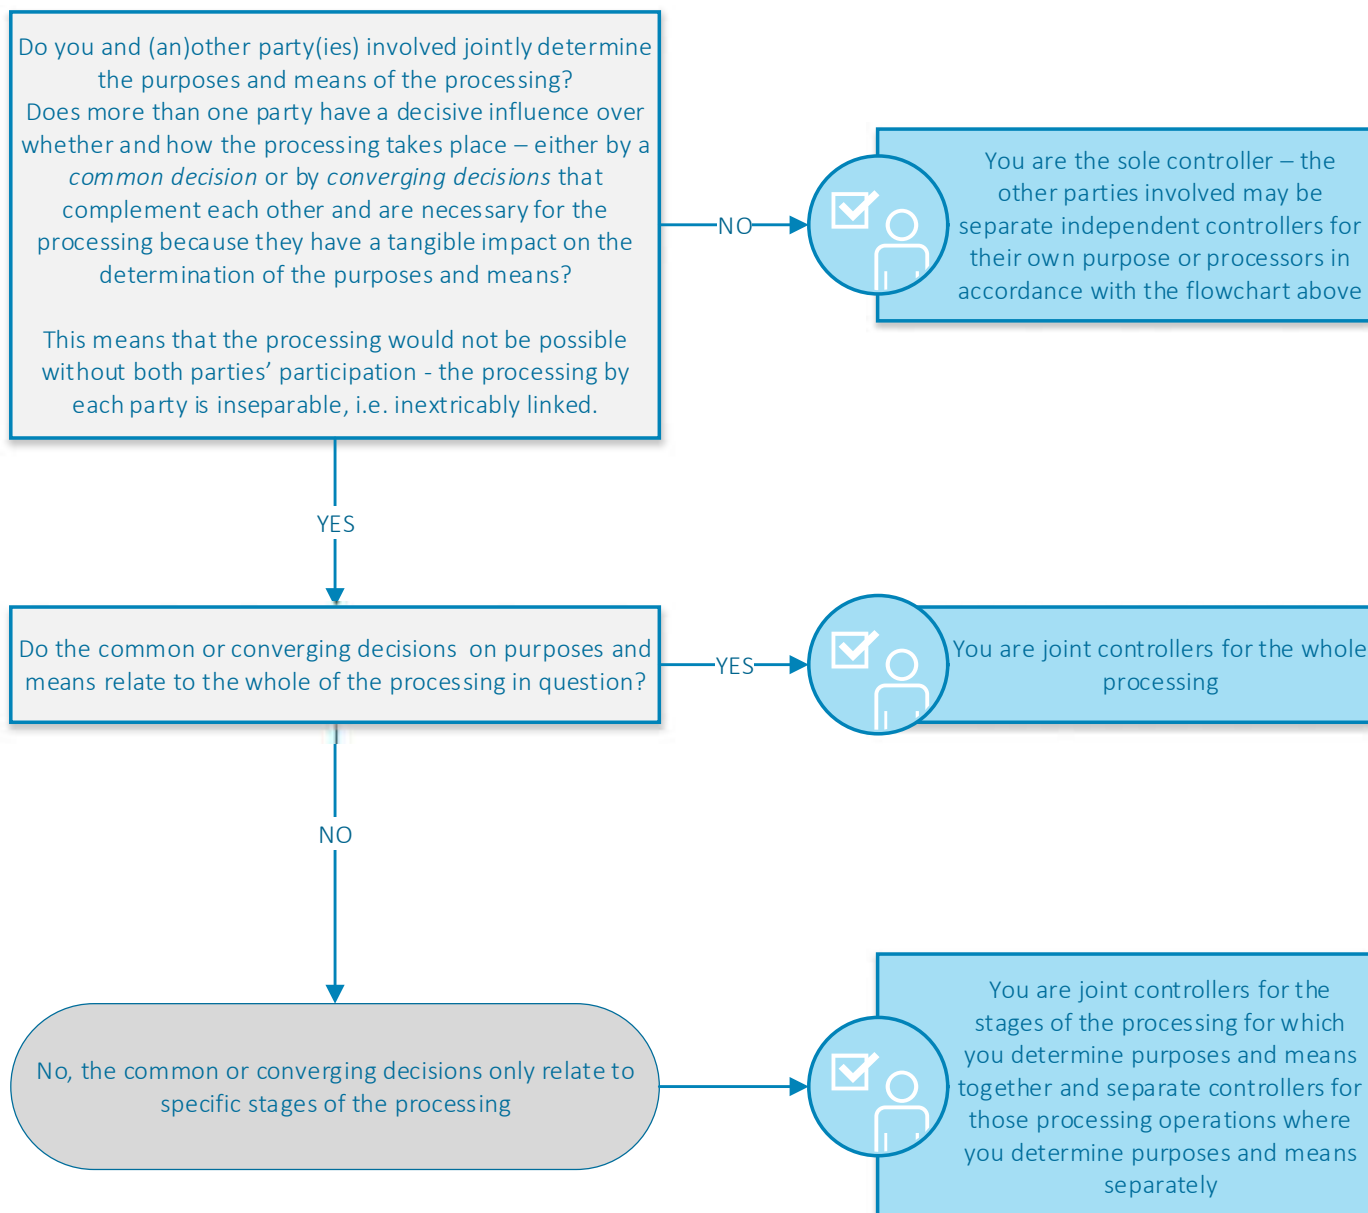 Do you and (an)other party(ies) involved jointly determine
the purposes and means of the processing?
Does more than one party have a decisive influence over
whether and how the processing takes place – either by a
common decision or by converging decisions that
complement each other and are necessary for the
processing because they have a tangible impact on the
determination of the purposes and means?
This means that the processing would not be possible
without both parties’ participation - the processing by
each party is inseparable, i.e. inextricably linked.
NO
You are the sole controller – the
other parties involved may be
separate independent controllers for
their own purpose or processors in
accordance with the flowchart above
YES
Do the common or converging decisions on purposes and
means relate to the whole of the processing in question?
YES
You are joint controllers for the whole
processing
NO
No, the common or converging decisions only relate to
specific stages of the processing
You are joint controllers for the
stages of the processing for which
you determine purposes and means
together and separate controllers for
those processing operations where
you determine purposes and means
separately